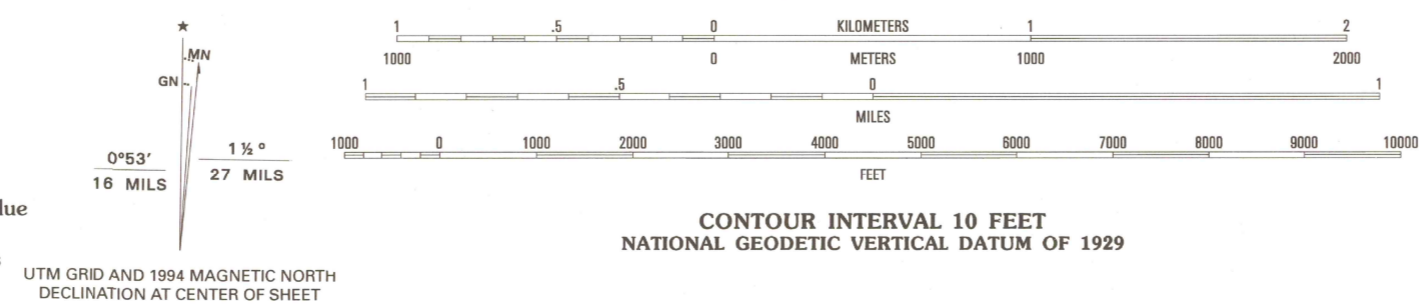 ★
MN
GN
0°53′
16 MILS
1 ½ °
27 MILS
UTM GRID AND 1994 MAGNETIC NORTH
DECLINATION AT CENTER OF SHEET
1 .5 0 KILOMETERS 1 2
1000 0 METERS 1000 2000
1 .5 0 1
MILES
1000 0 1000 2000 3000 4000 5000 6000 7000 8000 9000 10000
FEET
CONTOUR INTERVAL 10 FEET
NATIONAL GEODETIC VERTICAL DATUM OF 1929